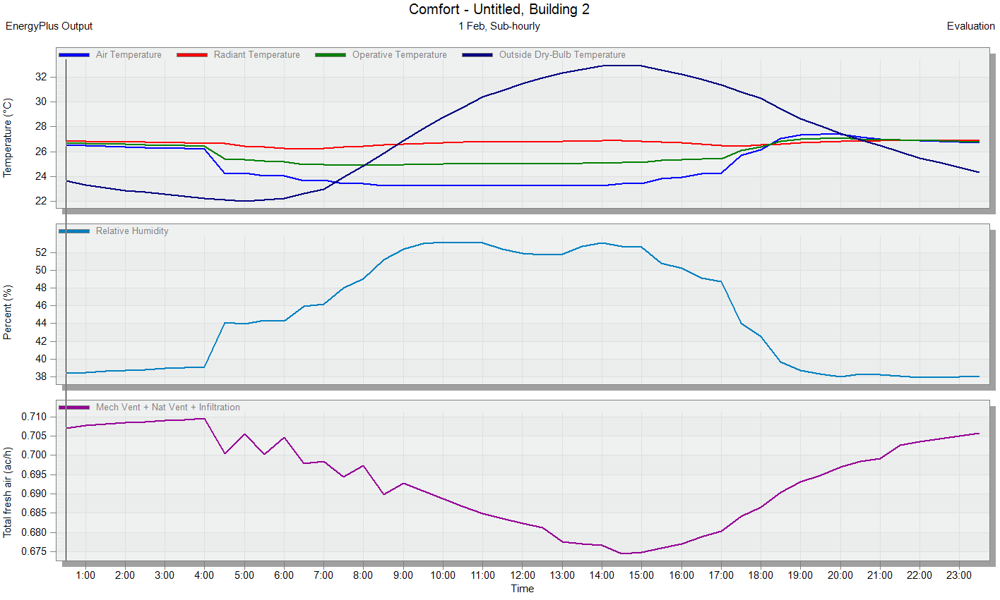 Comfort - Untitled, Building 2
EnergyPlus Output 1 Feb, Sub-hourly Evaluation
Air Temperature Radiant Temperature Operative Temperature Outside Dry-Bulb Temperature
Temperature (°C)
32
30
28
26
24
22
Relative Humidity
Percent (%)
52
50
48
46
44
42
40
38
Mech Vent + Nat Vent + Infiltration
Total fresh air (ac/h)
0.710
0.705
0.700
0.695
0.690
0.685
0.680
0.675
1:00 2:00 3:00 4:00 5:00 6:00 7:00 8:00 9:00 10:00 11:00 12:00 13:00 14:00 15:00 16:00 17:00 18:00 19:00 20:00 21:00 22:00 23:00
Time